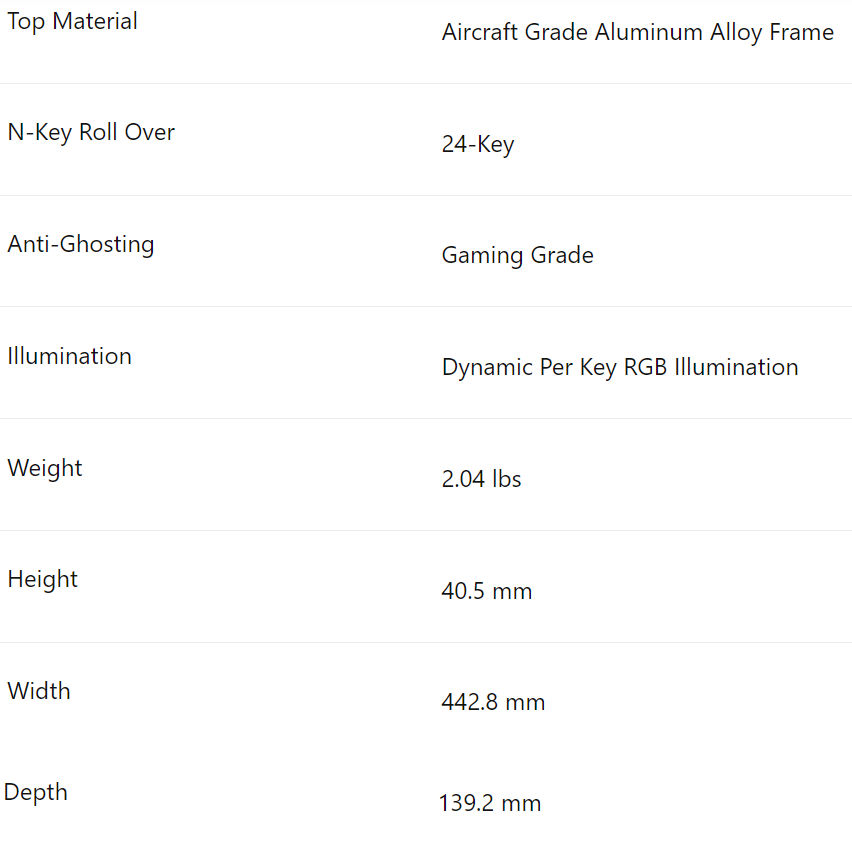 Top Material
Aircraft Grade Aluminum Alloy Frame
N-Key Roll Over
24-Key
Anti-Ghosting
Gaming Grade
Illumination
Dynamic Per Key RGB Illumination
Weight
2.04 lbs
Height
40.5 mm
Width
442.8 mm
Depth
139.2 mm